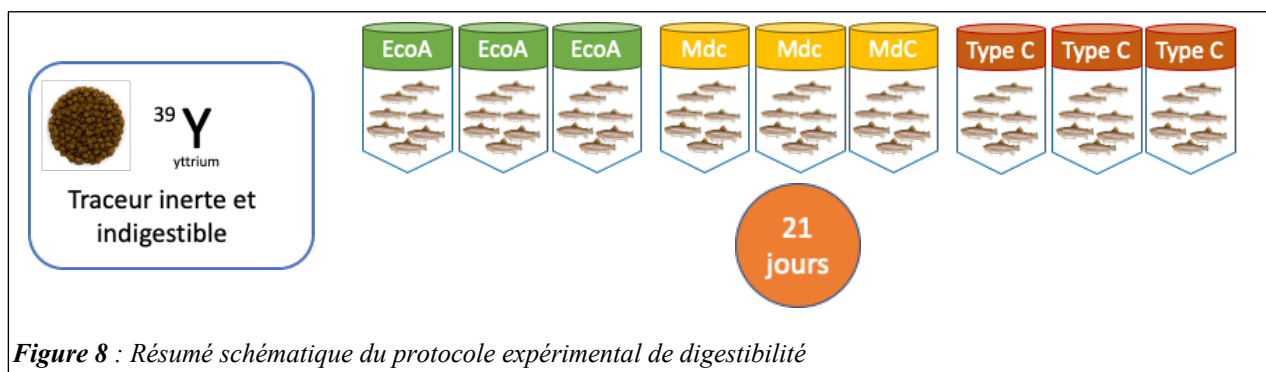 EcoA EcoA EcoA Mdc Mdc MdC Type C Type C Type C
39 Y
yttrium
Traceur inerte et
indigestible
21
jours
Figure 8 : Résumé schématique du protocole expérimental de digestibilité